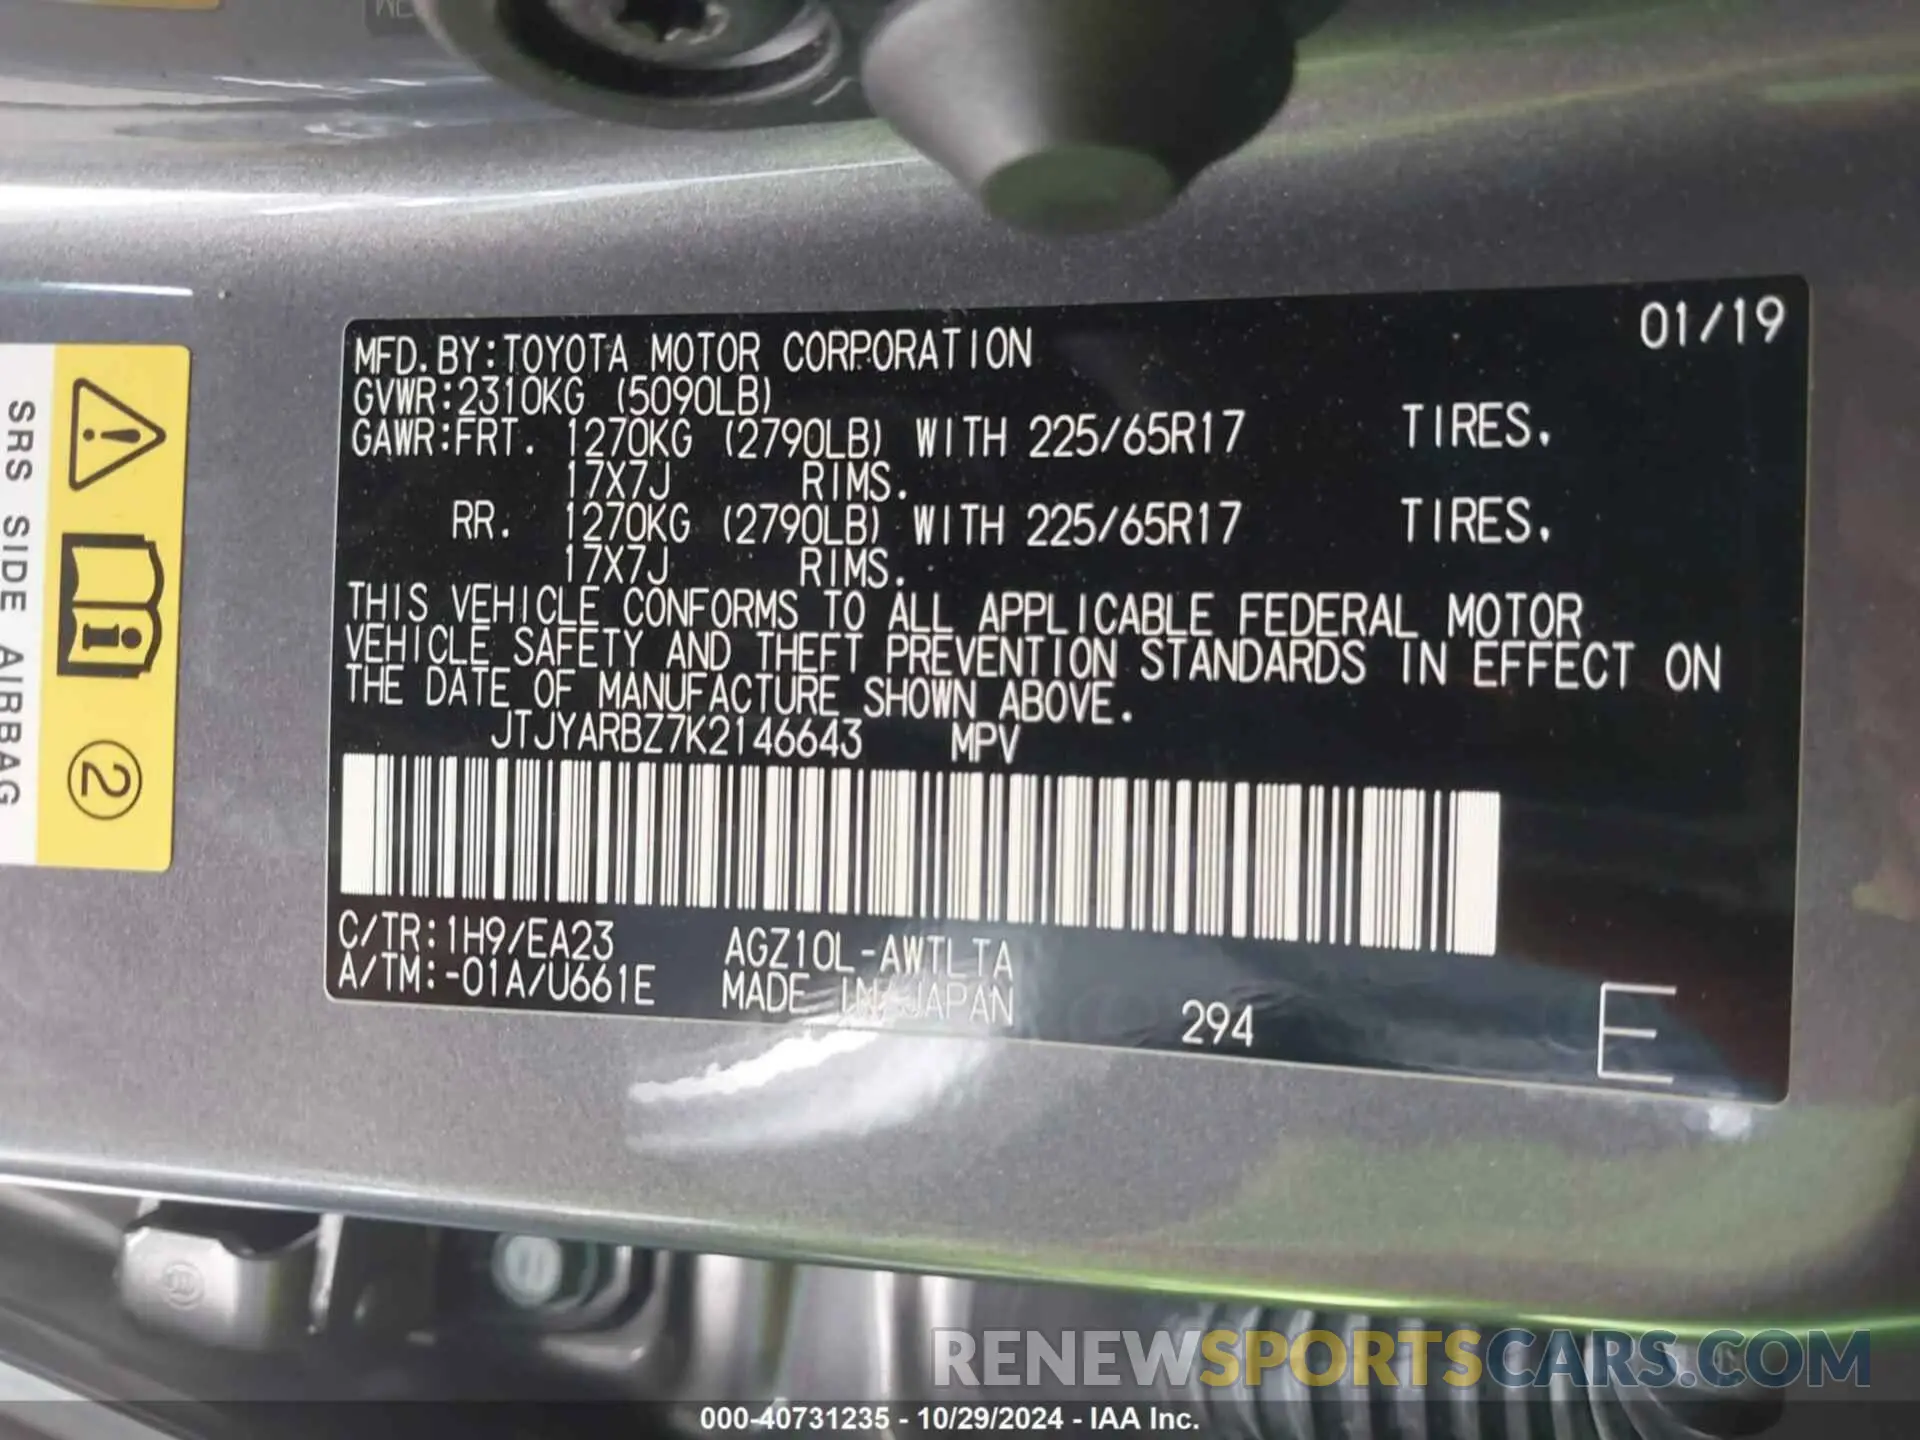 01/19
MFD.BY:TOYOTA MOTOR CORPORATION
GVWR:2310KG (5090LB)
GAWR:FRT. 1270KG (2790LB) WITH 225/65R17 TIRES.
17X7J RIMS.
RR. 1270KG (2790LB) WITH 225/65R17 TIRES.
17X7J RIMS.
THIS VEHICLE CONFORMS TO ALL APPLICABLE FEDERAL MOTOR
VEHICLE SAFETY AND THEFT PREVENTION STANDARDS IN EFFECT ON
THE DATE OF MANUFACTURE SHOWN ABOVE.
JTJYARBZ7K2146643 MPV
C/TR:1H9/EA23 AGZ10L-AWTLTA
A/TM:-01A/U661E MADE IN JAPAN
294
E
SRS SIDE AIRBAG
2
RENEWSPORTSCARS.COM
000-40731235 - 10/29/2024 - IAA Inc.